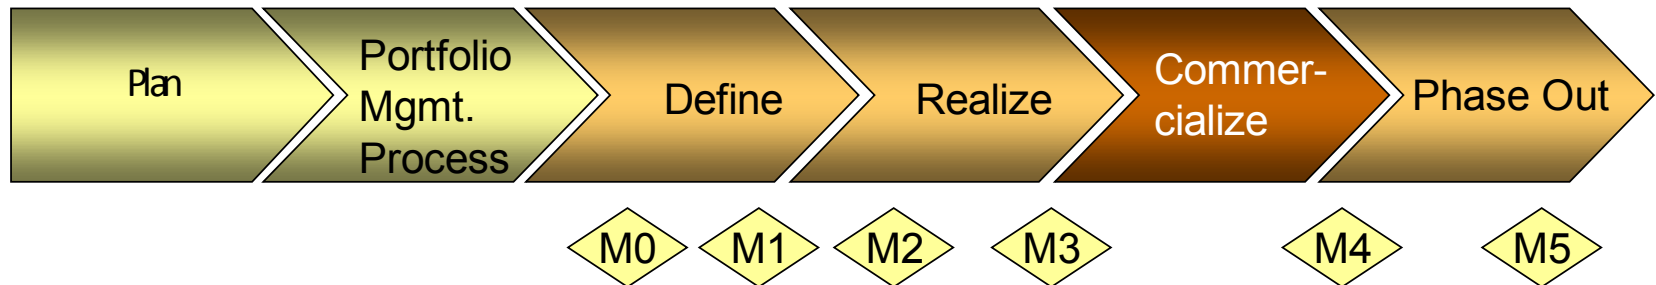 Plan
Portfolio
Mgmt.
Process
Define
Realize
Commer-
cialize
Phase Out
M0
M1
M2
M3
M4
M5